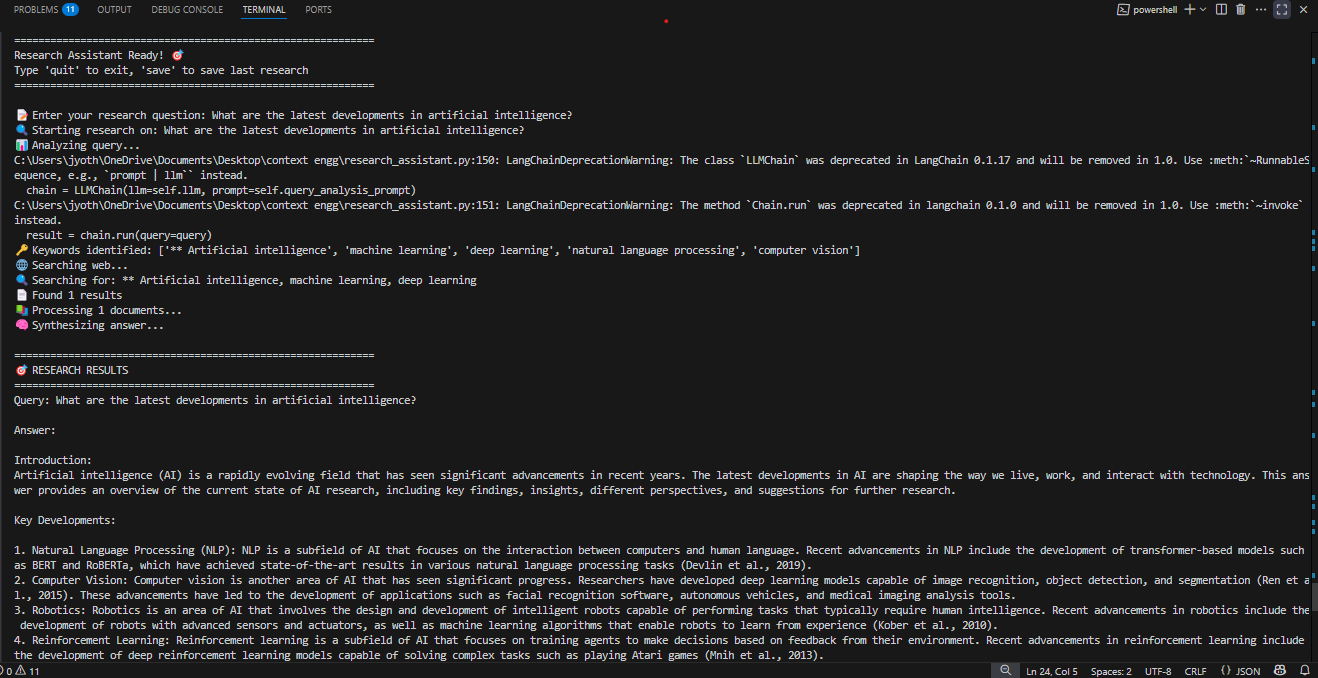 PROBLEMS 11 OUTPUT DEBUG CONSOLE TERMINAL PORTS powershell
============================================================
Research Assistant Ready! 🎯
Type 'quit' to exit, 'save' to save last research
============================================================
📝 Enter your research question: What are the latest developments in artificial intelligence?
🔍 Starting research on: What are the latest developments in artificial intelligence?
📊 Analyzing query...
C:\Users\jyoth\OneDrive\Documents\Desktop\context engg\research_assistant.py:150: LangChainDeprecationWarning: The class `LLMChain` was deprecated in LangChain 0.1.17 and will be removed in 1.0. Use :meth:`~RunnableS
equence, e.g., `prompt | llm`` instead.
chain = LLMChain(llm=self.llm, prompt=self.query_analysis_prompt)
C:\Users\jyoth\OneDrive\Documents\Desktop\context engg\research_assistant.py:151: LangChainDeprecationWarning: The method `Chain.run` was deprecated in langchain 0.1.0 and will be removed in 1.0. Use :meth:`~invoke`
instead.
result = chain.run(query=query)
🔑 Keywords identified: ['** Artificial intelligence', 'machine learning', 'deep learning', 'natural language processing', 'computer vision']
🌐 Searching web...
🔍 Searching for: ** Artificial intelligence, machine learning, deep learning
📄 Found 1 results
📚 Processing 1 documents...
🧠 Synthesizing answer...
============================================================
🎯 RESEARCH RESULTS
============================================================
Query: What are the latest developments in artificial intelligence?
Answer:
Introduction:
Artificial intelligence (AI) is a rapidly evolving field that has seen significant advancements in recent years. The latest developments in AI are shaping the way we live, work, and interact with technology. This ans
wer provides an overview of the current state of AI research, including key findings, insights, different perspectives, and suggestions for further research.
Key Developments:
1. Natural Language Processing (NLP): NLP is a subfield of AI that focuses on the interaction between computers and human language. Recent advancements in NLP include the development of transformer-based models such
as BERT and RoBERTa, which have achieved state-of-the-art results in various natural language processing tasks (Devlin et al., 2019).
2. Computer Vision: Computer vision is another area of AI that has seen significant progress. Researchers have developed deep learning models capable of image recognition, object detection, and segmentation (Ren et a
l., 2015). These advancements have led to the development of applications such as facial recognition software, autonomous vehicles, and medical imaging analysis tools.
3. Robotics: Robotics is an area of AI that involves the design and development of intelligent robots capable of performing tasks that typically require human intelligence. Recent advancements in robotics include the
development of robots with advanced sensors and actuators, as well as machine learning algorithms that enable robots to learn from experience (Kober et al., 2010).
4. Reinforcement Learning: Reinforcement learning is a subfield of AI that focuses on training agents to make decisions based on feedback from their environment. Recent advancements in reinforcement learning include
the development of deep reinforcement learning models capable of solving complex tasks such as playing Atari games (Mnih et al., 2013).
0 11 Ln 24, Col 5 Spaces: 2 UTF-8 CRLF {} JSON